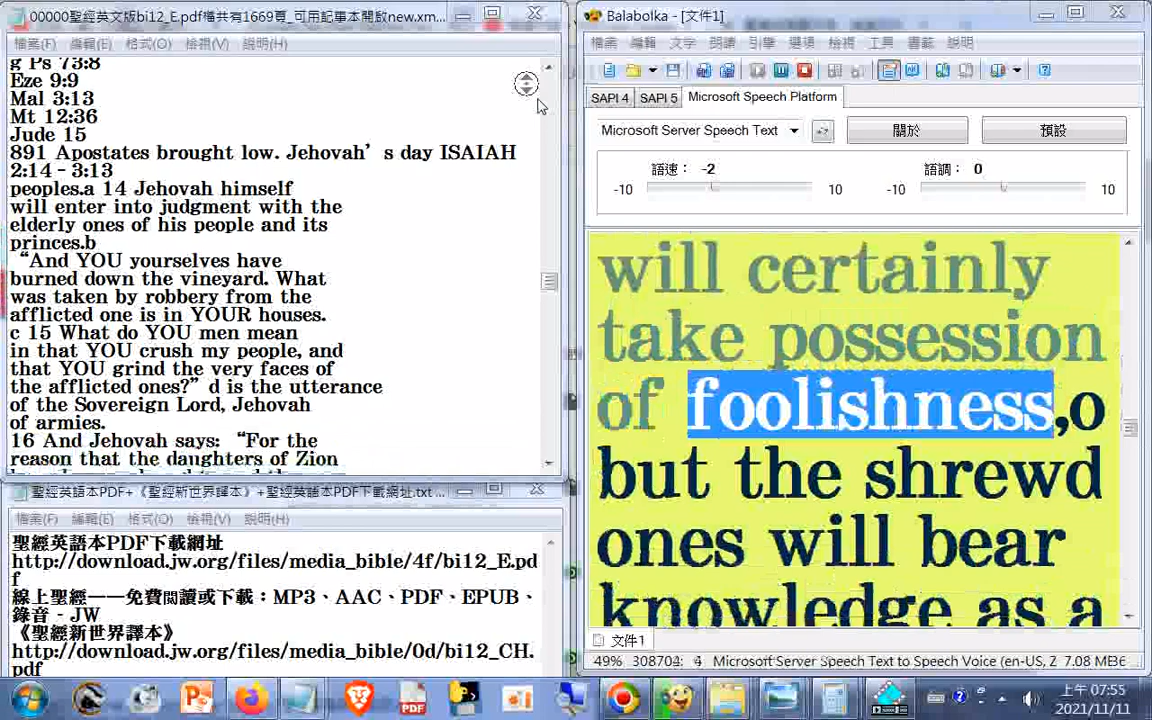 00000聖經英文版bi12_E.pdf檔共有1669頁_可用記事本開啟new.xm...
檔案(F) 編輯(E) 格式(O) 檢視(V) 說明(H)
g Ps 73:8
Eze 9:9
Mal 3:13
Mt 12:36
Jude 15
891 Apostates brought low. Jehovah’s day ISAIAH
2:14–3:13
peoples.a 14 Jehovah himself
will enter into judgment with the
elderly ones of his people and its
princes.b
“And YOU yourselves have
burned down the vineyard. What
was taken by robbery from the
afflicted one is in YOUR houses.
c 15 What do YOU men mean
in that YOU crush my people, and
that YOU grind the very faces of
the afflicted ones?” d is the utterance
of the Sovereign Lord, Jehovah
of armies.
16 And Jehovah says: “For the
reason that the daughters of Zion
聖經英語本PDF+《聖經新世界譯本》+聖經英語本PDF下載網址.txt ...
檔案(F) 編輯(E) 格式(O) 檢視(V) 說明(H)
聖經英語本PDF下載網址
http://download.jw.org/files/media_bible/4f/bi12_E.pd
f
線上聖經——免費閱讀或下載：MP3、AAC、PDF、EPUB、
錄音 - JW
《聖經新世界譯本》
http://download.jw.org/files/media_bible/0d/bi12_CH.
pdf
Balabolka - [文件1]
檔案 編輯 文字 朗讀 引擎 選項 檢視 工具 書籤 說明
SAPI 4 SAPI 5 Microsoft Speech Platform
Microsoft Server Speech Text 關於 預設
語速： -2 語調： 0
-10 10 -10 10
will certainly
take possession
of foolishness,o
but the shrewd
ones will bear
knowledge as a
文件1
49% 308704: 4 Microsoft Server Speech Text to Speech Voice (en-US, Z 7.08 MB
上午 07:55
2021/11/11